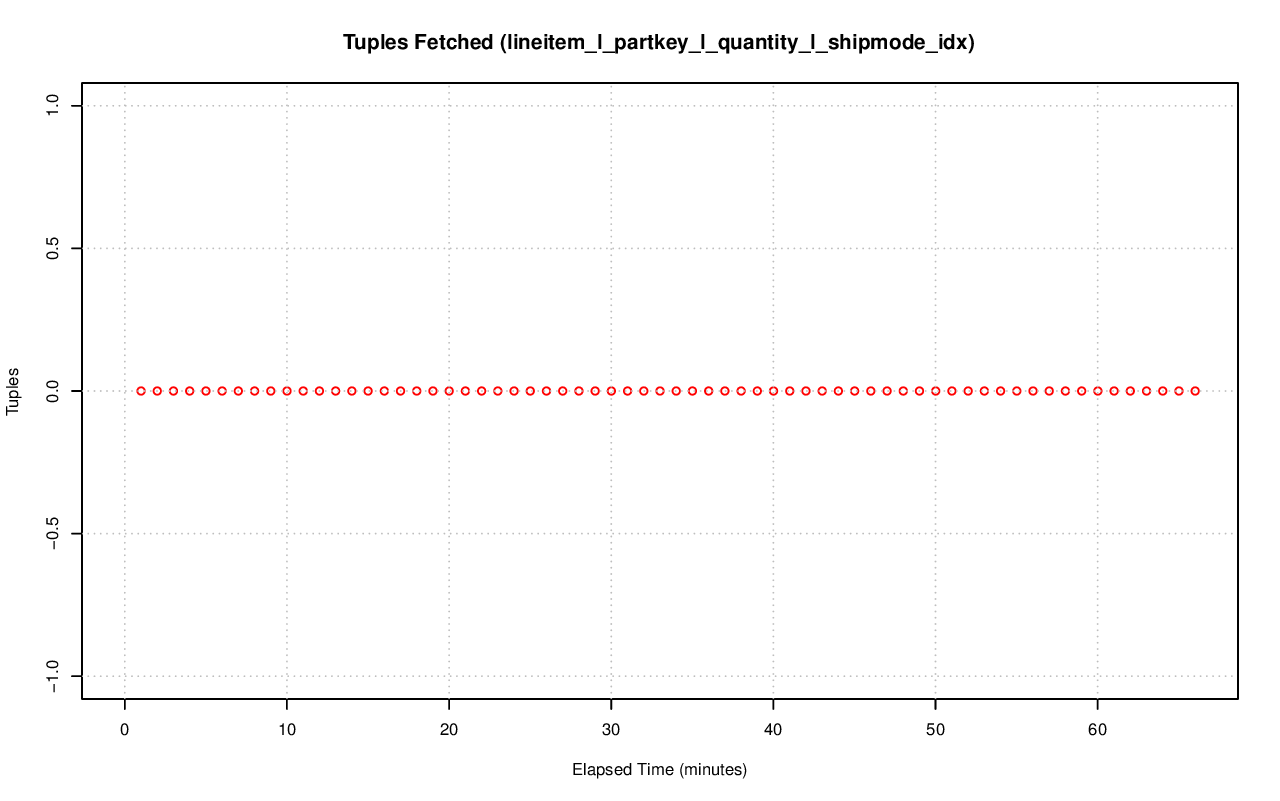 Tuples Fetched (lineitem_l_partkey_l_quantity_l_shipmode_idx)
1.0
0.5
0.0
−0.5
−1.0
Tuples
0 10 20 30 40 50 60
Elapsed Time (minutes)